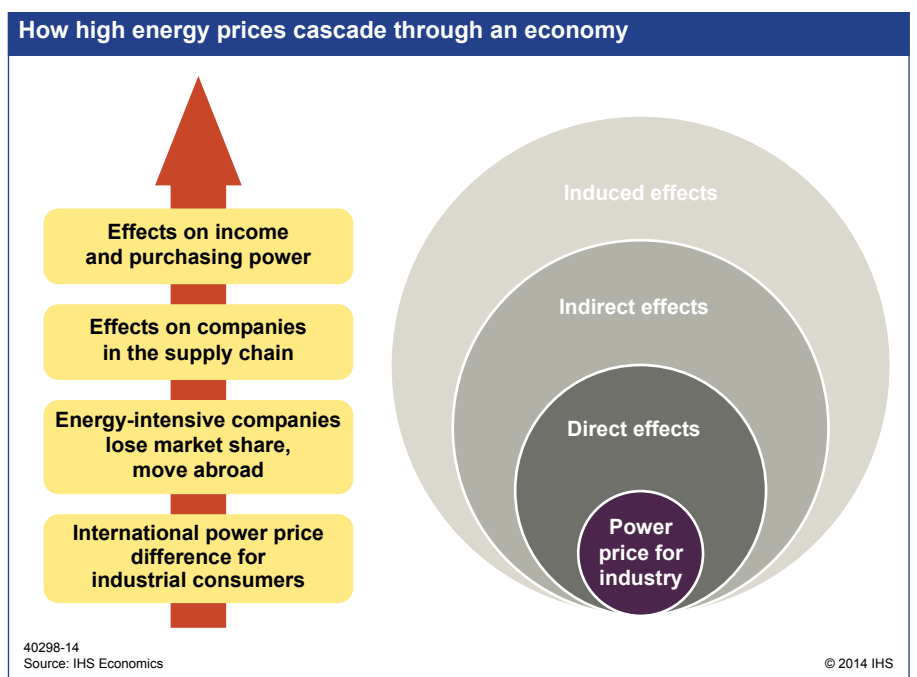 How high energy prices cascade through an economy
Effects on income
and purchasing power
Effects on companies
in the supply chain
Energy-intensive companies
lose market share,
move abroad
International power price
difference for
industrial consumers
Induced effects
Indirect effects
Direct effects
Power
price for
industry
40298-14
Source: IHS Economics
© 2014 IHS